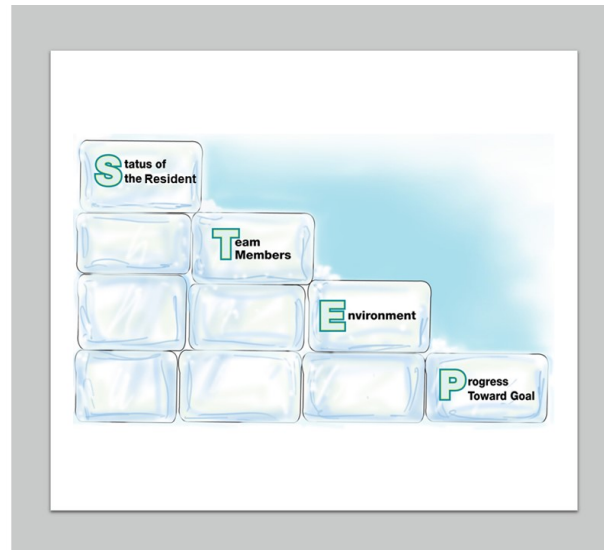 Status of
the Resident
Team
Members
Environment
Progress
Toward Goal